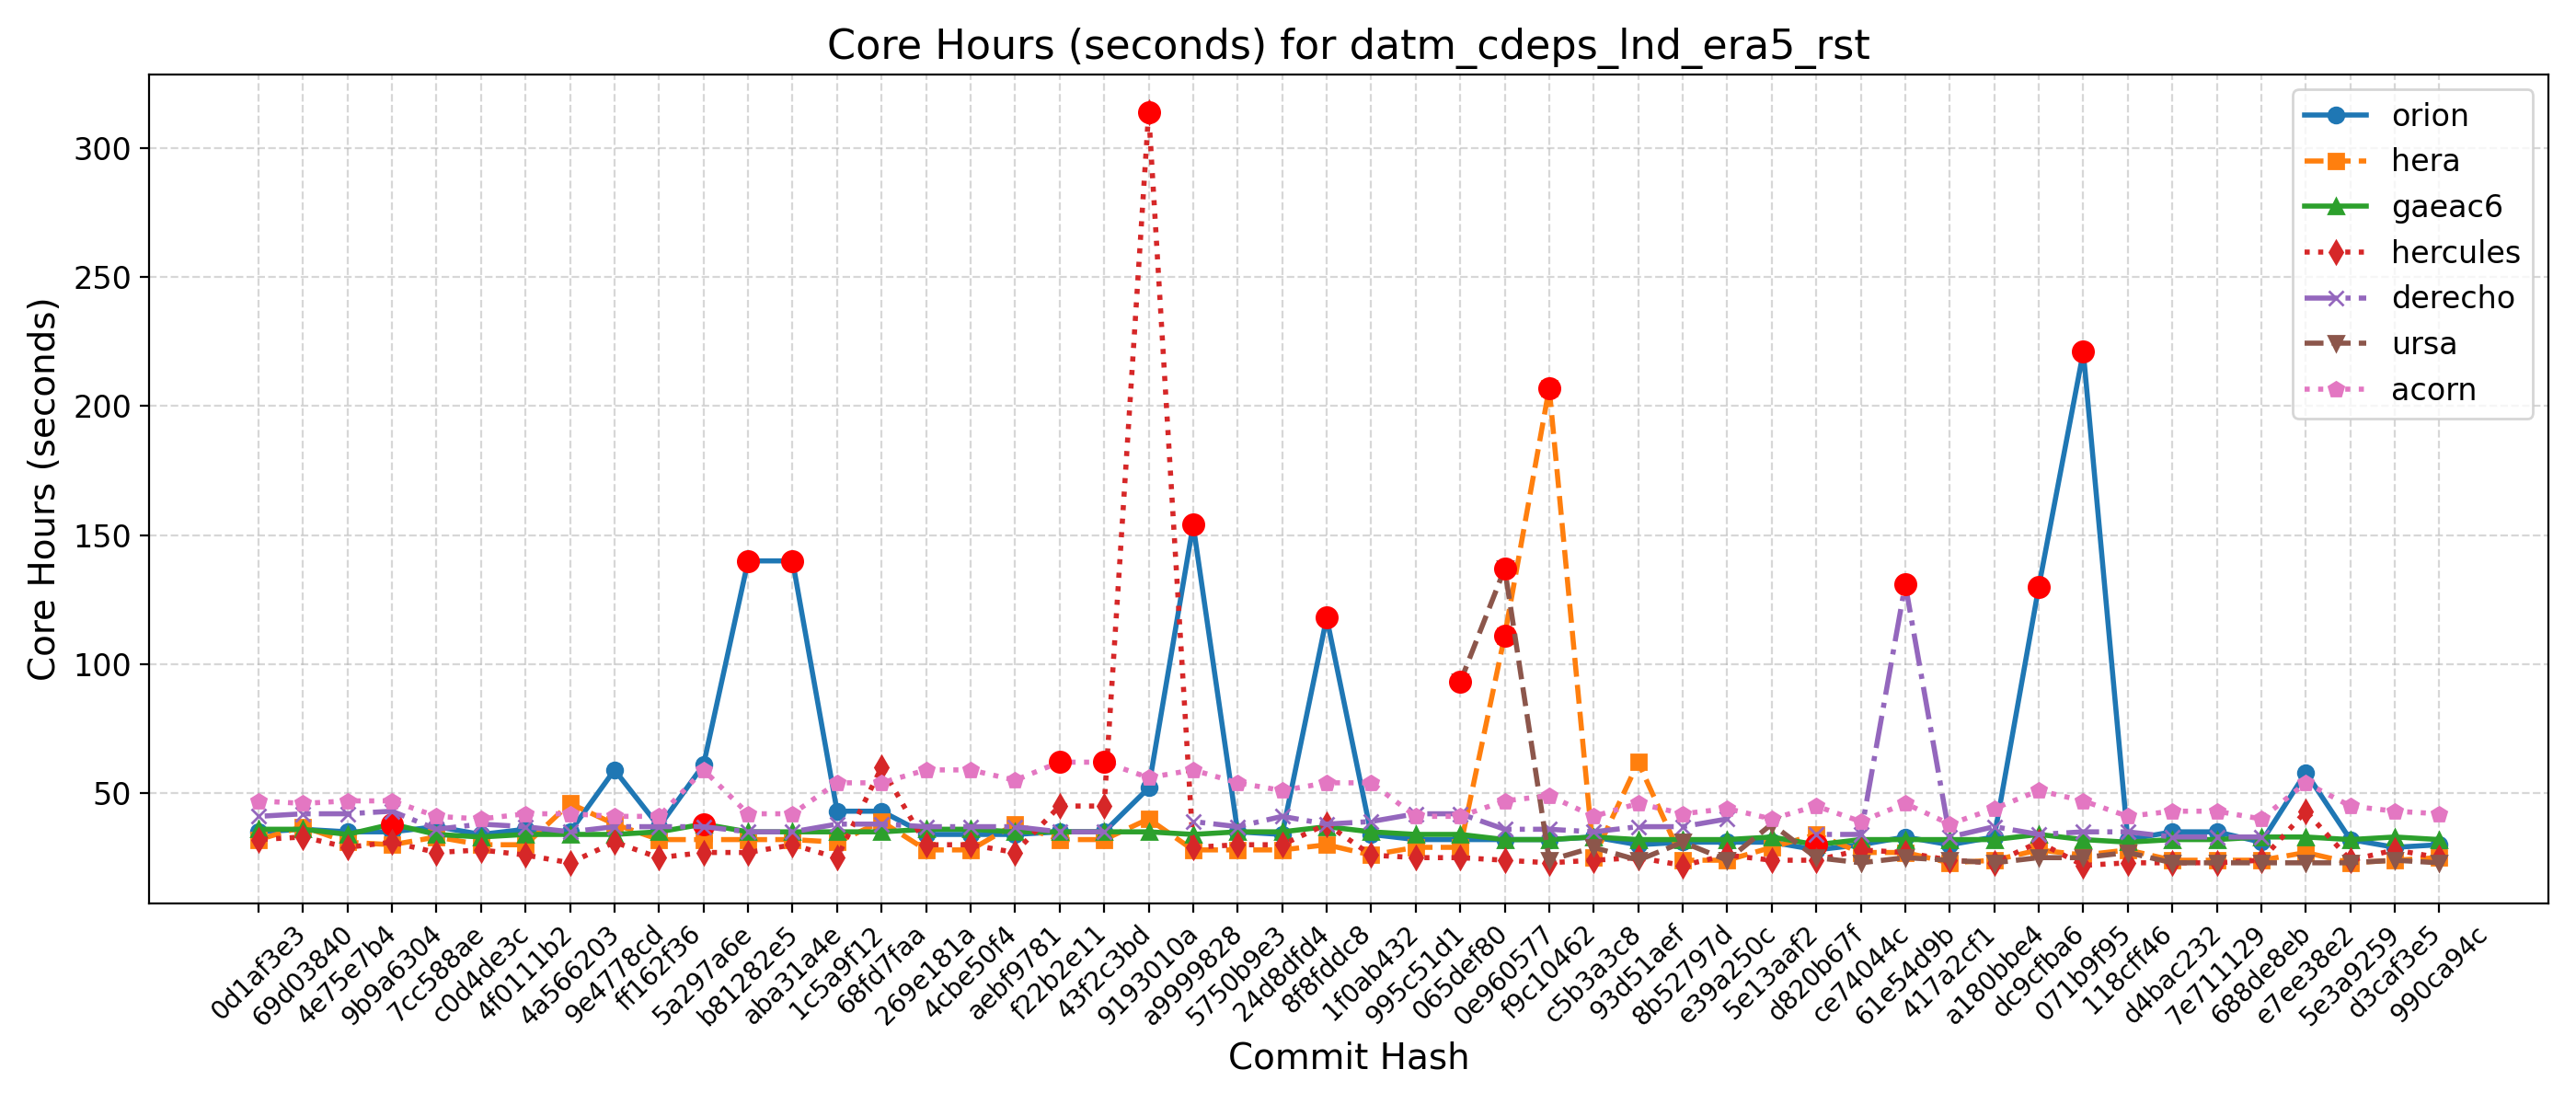 Core Hours (seconds) for datm_cdeps_lnd_era5_rst
Core Hours (seconds)
300
250
200
150
100
50
orion
hera
gaeac6
hercules
derecho
ursa
acorn
0d1af3e3
69d03840
4e75e7b4
9b9a6304
7cc588ae
c0d4de3c
4f0111b2
4a566203
9e4778cd
ff162f36
5a297a6e
b81282e5
aba31a4e
1c5a9f12
68fd7faa
269e181a
4cbe50f4
aebf9781
f22b2e11
43f2c3bd
9193010a
a9999828
5750b9e3
24d8dfd4
8f8fddc8
1f0ab432
995c51d1
065def80
0e960577
f9c10462
c5b3a3c8
93d51aef
8b52797d
e39a250c
5e13aaf2
d820b67f
ce74044c
61e54d9b
417a2cf1
a180bbe4
dc9cfba6
071b9f95
118cff46
d4bac232
7e711129
688de8eb
e7ee38e2
5e3a9259
d3caf3e5
990ca94c
Commit Hash